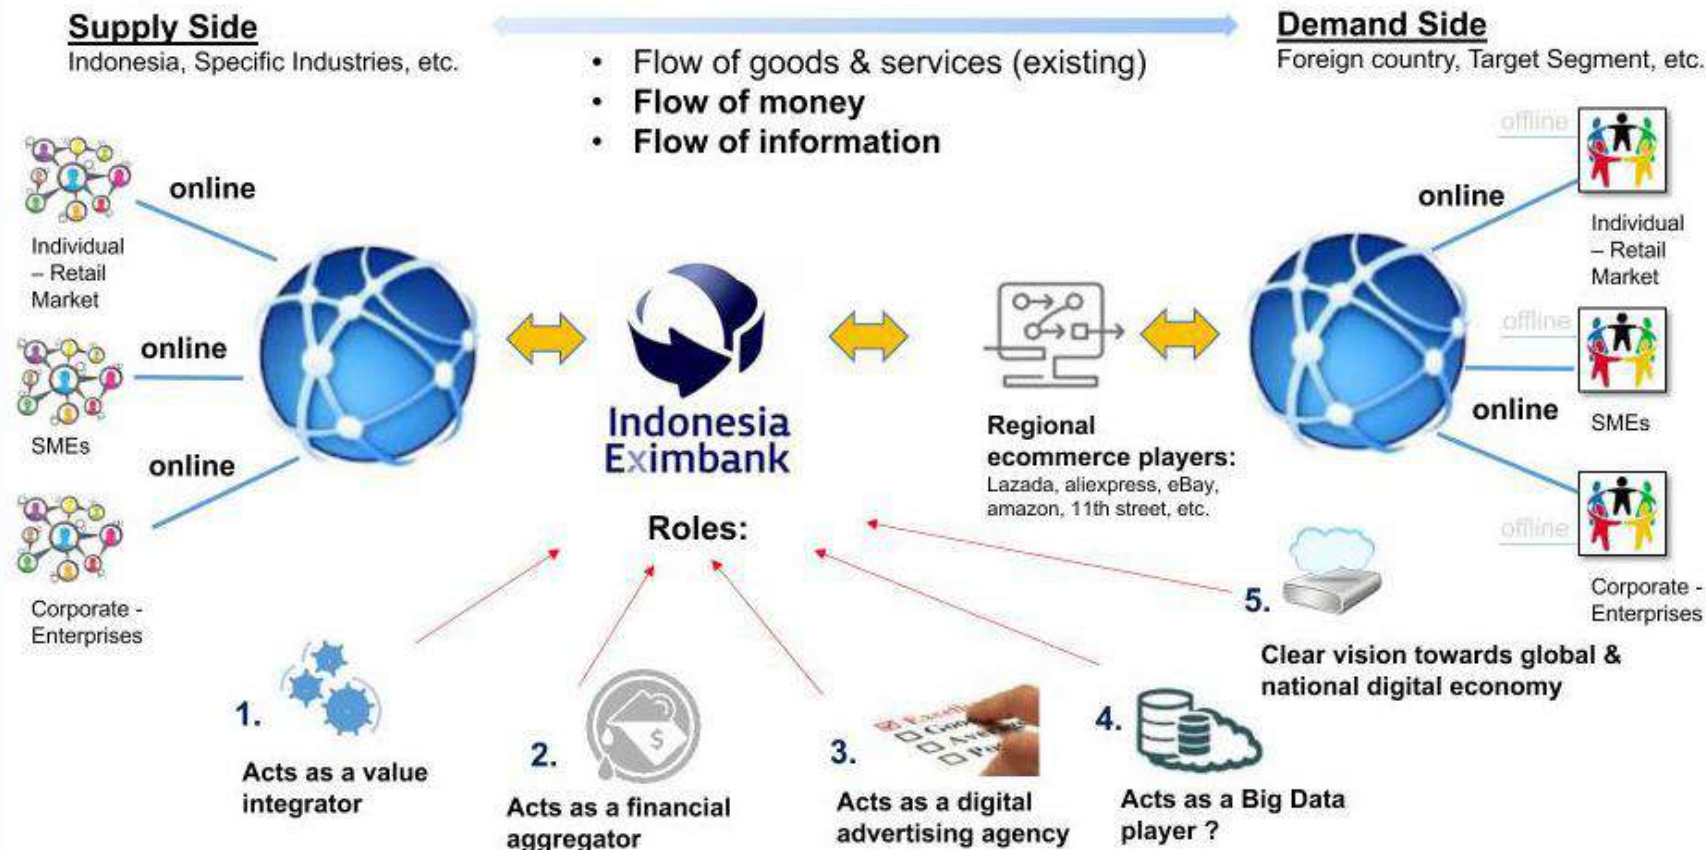 Supply Side
Indonesia, Specific Industries, etc.
• Flow of goods & services (existing)
• Flow of money
• Flow of information
Demand Side
Foreign country, Target Segment, etc.
online
Individual
– Retail
Market
online
SMEs
online
Corporate -
Enterprises
Indonesia
Eximbank
Roles:
Regional
ecommerce players:
Lazada, aliexpress, eBay,
amazon, 11th street, etc.
offline
online
Individual
– Retail
Market
offline
online
SMEs
offline
Corporate -
Enterprises
1.
Acts as a value
integrator
2.
$
Acts as a financial
aggregator
3.
Acts as a digital
advertising agency
4.
Acts as a Big Data
player ?
5.
Clear vision towards global &
national digital economy